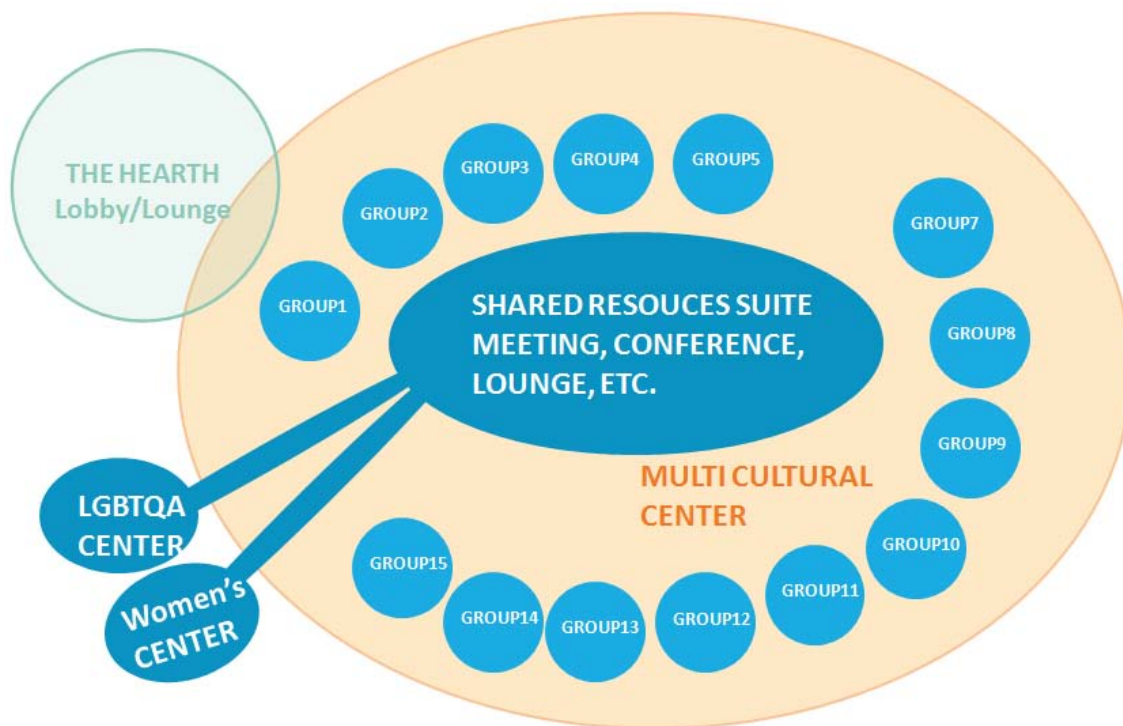 THE HEARTH
Lobby/Lounge
GROUP1
GROUP2
GROUP3
GROUP4
GROUP5
GROUP7
GROUP8
GROUP9
GROUP10
GROUP11
GROUP12
GROUP13
GROUP14
GROUP15
SHARED RESOUCES SUITE
MEETING, CONFERENCE,
LOUNGE, ETC.
MULTI CULTURAL
CENTER
LGBTQA
CENTER
Women's
CENTER